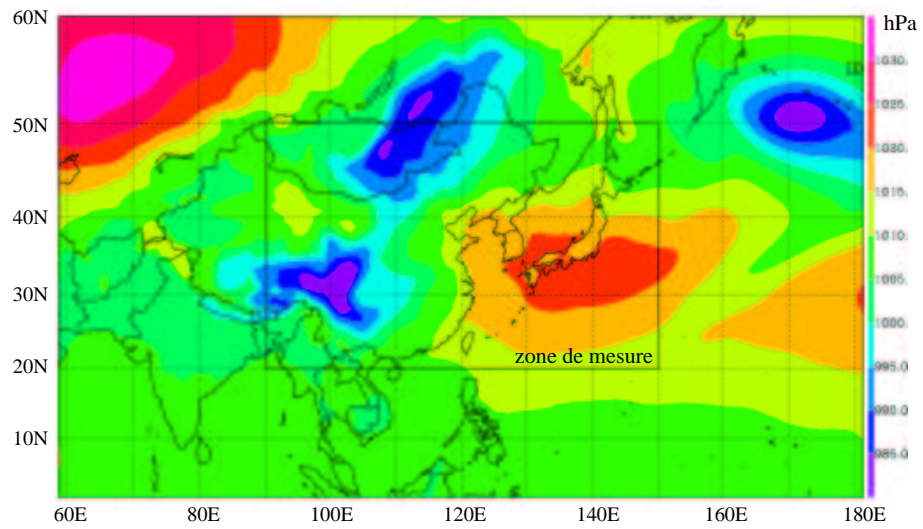 60N
hPa
1030.
1025.
50N
1020.
1015.
40N
1010.
1005.
30N
1000.
995.0
zone de mesure
20N
990.0
10N
985.0
60E
80E
100E
120E
140E
160E
180E